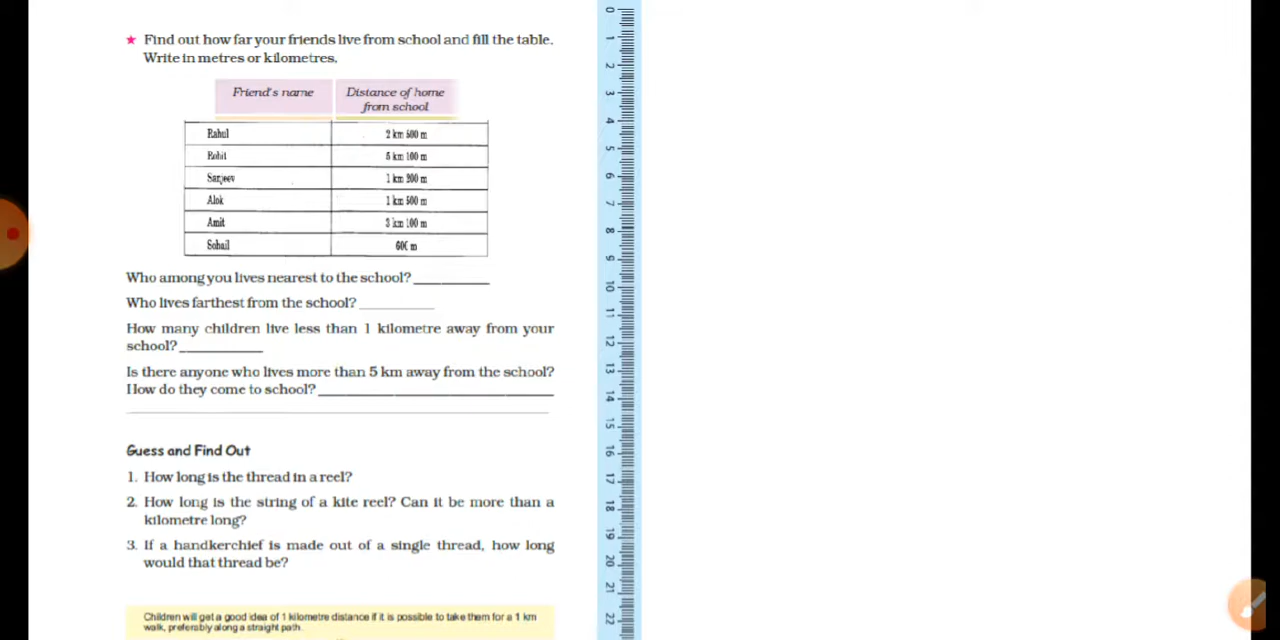 ★ Find out how far your friends live from school and fill the table.
Write in metres or kilometres.
Friend's name
Distance of home
from school
Rahul 2 km 500 m
Rohit 5 km 100 m
Sanjeev 1 km 200 m
Alok 1 km 500 m
Amit 3 km 100 m
Sohail 600 m
Who among you lives nearest to the school?
Who lives farthest from the school?
How many children live less than 1 kilometre away from your
school?
Is there anyone who lives more than 5 km away from the school?
How do they come to school?
Guess and Find Out
1. How long is the thread in a reel?
2. How long is the string of a kite reel? Can it be more than a
kilometre long?
3. If a handkerchief is made out of a single thread, how long
would that thread be?
Children will get a good idea of 1 kilometre distance if it is possible to take them for a 1 km
walk, preferably along a straight path.
0
1
2
3
4
5
6
7
8
9
10
11
12
13
14
15
16
17
18
19
20
21
22